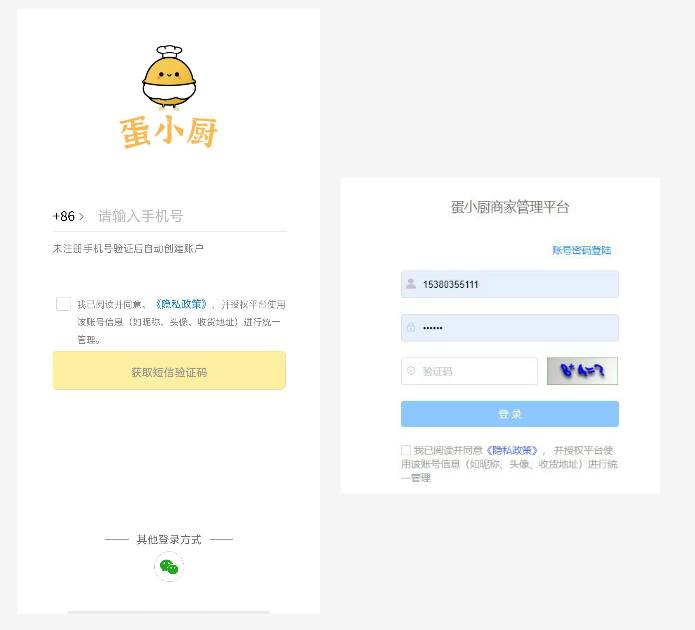 蛋小厨
+86 > 请输入手机号
未注册手机号验证后自动创建账户
我已阅读并同意、《隐私政策》，并授权平台使用
该账号信息（如昵称、头像、收货地址）进行统一
管理。
获取短信验证码
其他登录方式
蛋小厨商家管理平台
账号密码登陆
15380355111
••••••
验证码
8*4=?
登 录
我已阅读并同意《隐私政策》， 并授权平台使
用该账号信息（如昵称、头像、收货地址）进行统
一管理